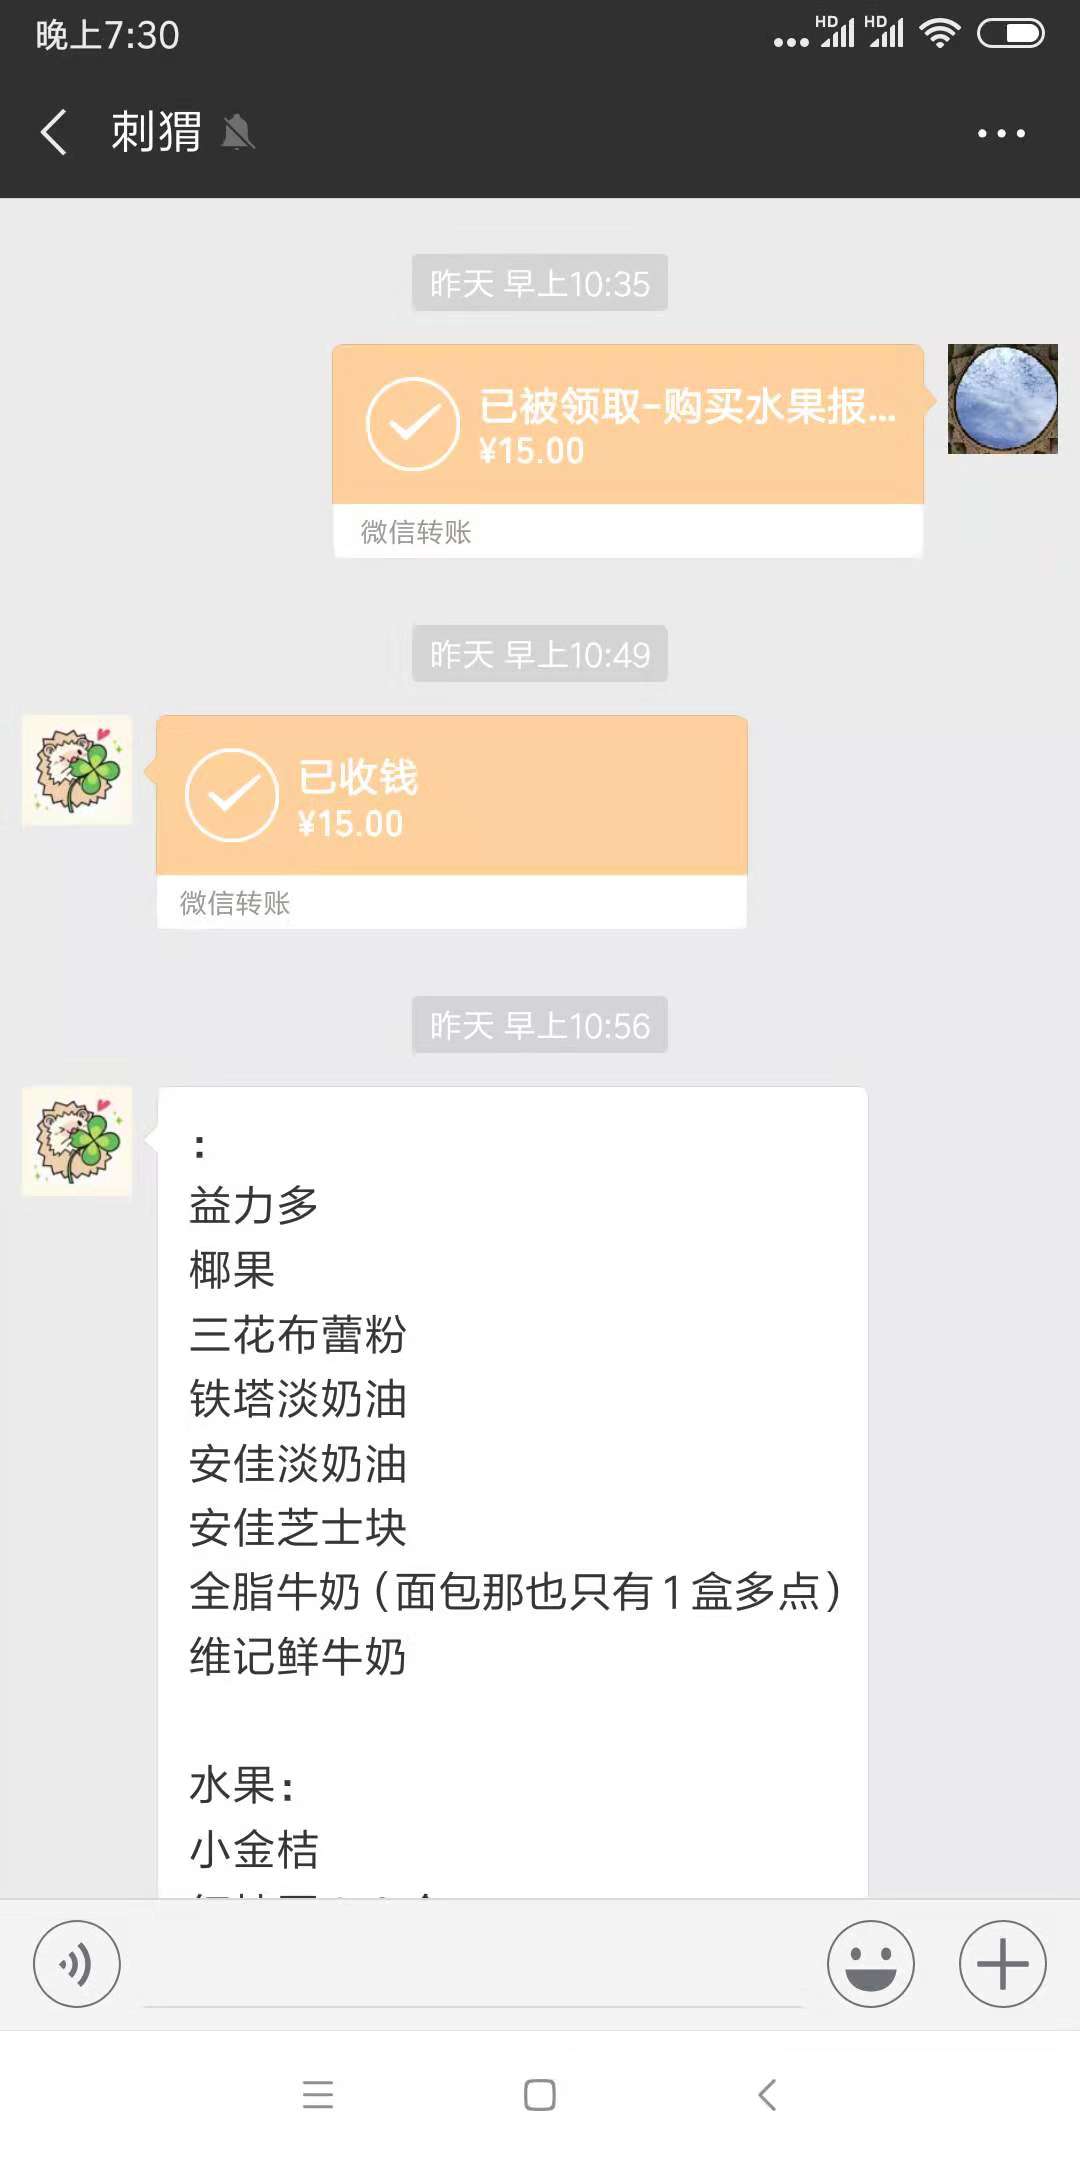 晚上7:30
HD HD
刺猬
昨天 早上10:35
已被领取-购买水果报...
¥15.00
微信转账
昨天 早上10:49
已收钱
¥15.00
微信转账
昨天 早上10:56
：
益力多
椰果
三花布蕾粉
铁塔淡奶油
安佳淡奶油
安佳芝士块
全脂牛奶（面包那也只有1盒多点）
维记鲜牛奶
水果：
小金桔